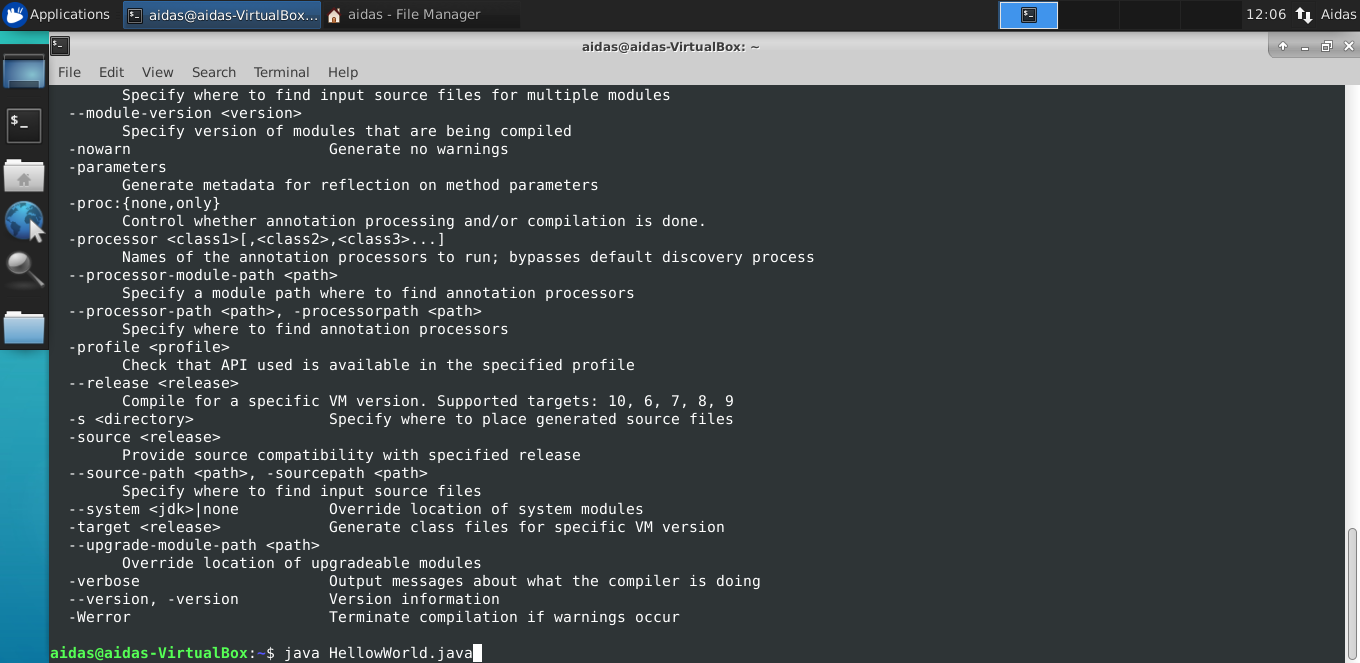 Applications
aidas@aidas-VirtualBox...
aidas - File Manager
12:06
Aidas
aidas@aidas-VirtualBox: ~
File Edit View Search Terminal Help
Specify where to find input source files for multiple modules
--module-version <version>
Specify version of modules that are being compiled
-nowarn Generate no warnings
-parameters
Generate metadata for reflection on method parameters
-proc:{none,only}
Control whether annotation processing and/or compilation is done.
-processor <class1>[,<class2>,<class3>...]
Names of the annotation processors to run; bypasses default discovery process
--processor-module-path <path>
Specify a module path where to find annotation processors
--processor-path <path>, -processorpath <path>
Specify where to find annotation processors
-profile <profile>
Check that API used is available in the specified profile
--release <release>
Compile for a specific VM version. Supported targets: 10, 6, 7, 8, 9
-s <directory> Specify where to place generated source files
-source <release>
Provide source compatibility with specified release
--source-path <path>, -sourcepath <path>
Specify where to find input source files
--system <jdk>|none Override location of system modules
-target <release> Generate class files for specific VM version
--upgrade-module-path <path>
Override location of upgradeable modules
-verbose Output messages about what the compiler is doing
--version, -version Version information
-Werror Terminate compilation if warnings occur
aidas@aidas-VirtualBox:~$ java HellowWorld.java